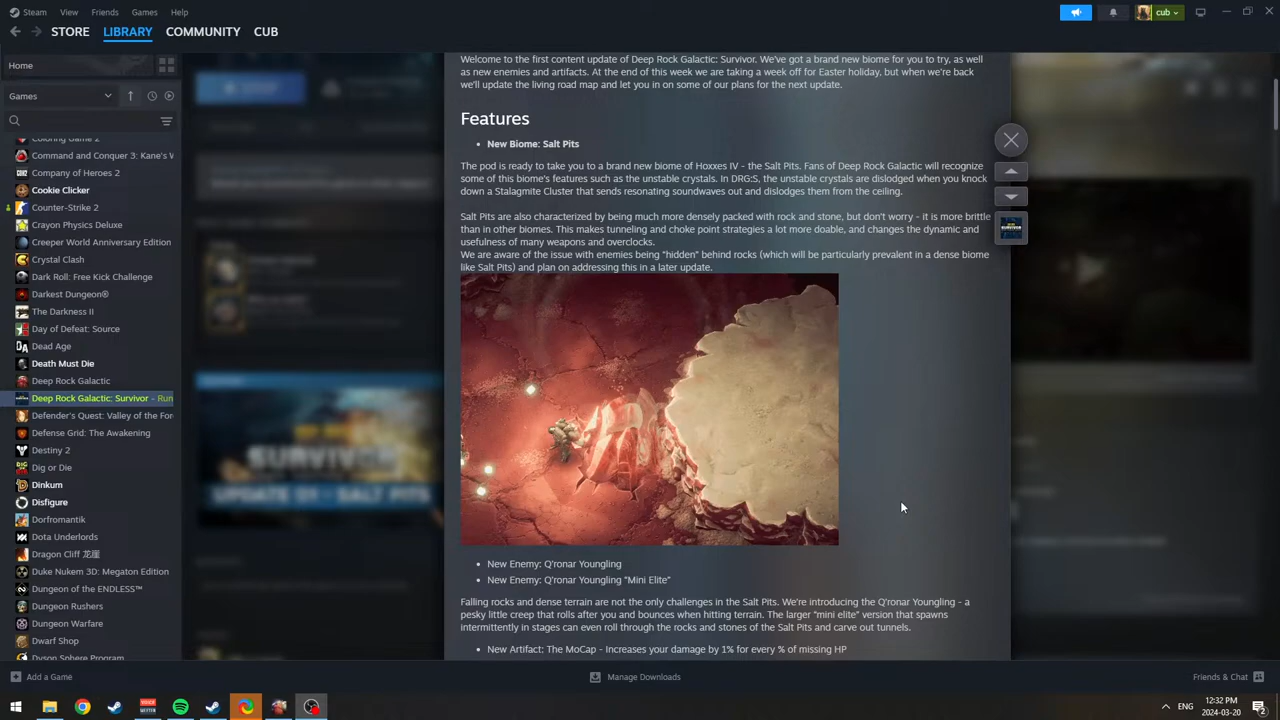 Steam View Friends Games Help
cub
STORE LIBRARY COMMUNITY CUB
Home
Games
Coloring Game 2
Command and Conquer 3: Kane's W
Company of Heroes 2
Cookie Clicker
Counter-Strike 2
Crayon Physics Deluxe
Creeper World Anniversary Edition
Crystal Clash
Dark Roll: Free Kick Challenge
Darkest Dungeon®
The Darkness II
Day of Defeat: Source
Dead Age
Death Must Die
Deep Rock Galactic
Deep Rock Galactic: Survivor - Run
Defender's Quest: Valley of the For
Defense Grid: The Awakening
Destiny 2
Dig or Die
Dinkum
Disfigure
Dorfromantik
Dota Underlords
Dragon Cliff 龙崖
Duke Nukem 3D: Megaton Edition
Dungeon of the ENDLESS™
Dungeon Rushers
Dungeon Warfare
Dwarf Shop
Dyson Sphere Program
Welcome to the first content update of Deep Rock Galactic: Survivor. We've got a brand new biome for you to try, as well
as new enemies and artifacts. At the end of this week we are taking a week off for Easter holiday, but when we're back
we'll update the living road map and let you in on some of our plans for the next update.
Features
• New Biome: Salt Pits
The pod is ready to take you to a brand new biome of Hoxxes IV - the Salt Pits. Fans of Deep Rock Galactic will recognize
some of this biome's features such as the unstable crystals. In DRG:S, the unstable crystals are dislodged when you knock
down a Stalagmite Cluster that sends resonating soundwaves out and dislodges them from the ceiling.
Salt Pits are also characterized by being much more densely packed with rock and stone, but don't worry - it is more brittle
than in other biomes. This makes tunneling and choke point strategies a lot more doable, and changes the dynamic and
usefulness of many weapons and overclocks.
We are aware of the issue with enemies being "hidden" behind rocks (which will be particularly prevalent in a dense biome
like Salt Pits) and plan on addressing this in a later update.
SURVIVOR
UPDATE 01 - SALT PITS
• New Enemy: Q'ronar Youngling
• New Enemy: Q'ronar Youngling "Mini Elite"
Falling rocks and dense terrain are not the only challenges in the Salt Pits. We're introducing the Q'ronar Youngling - a
pesky little creep that rolls after you and bounces when hitting terrain. The larger "mini elite" version that spawns
intermittently in stages can even roll through the rocks and stones of the Salt Pits and carve out tunnels.
• New Artifact: The MoCap - Increases your damage by 1% for every % of missing HP
Add a Game
Manage Downloads
Friends & Chat
ENG
12:32 PM
2024-03-20
2